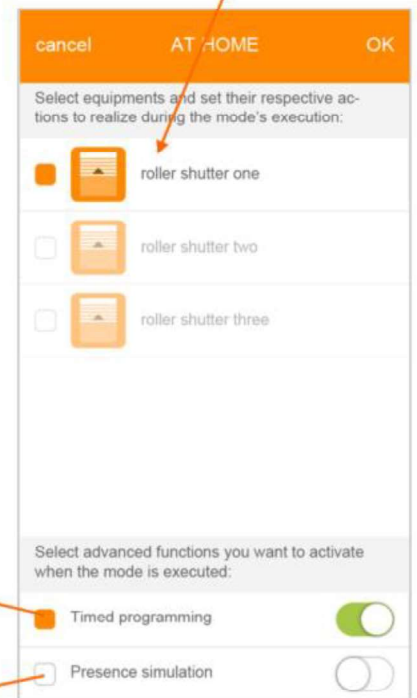 cancel AT HOME OK
Select equipments and set their respective ac-
tions to realize during the mode's execution:
roller shutter one
roller shutter two
roller shutter three
Select advanced functions you want to activate
when the mode is executed:
Timed programming
Presence simulation